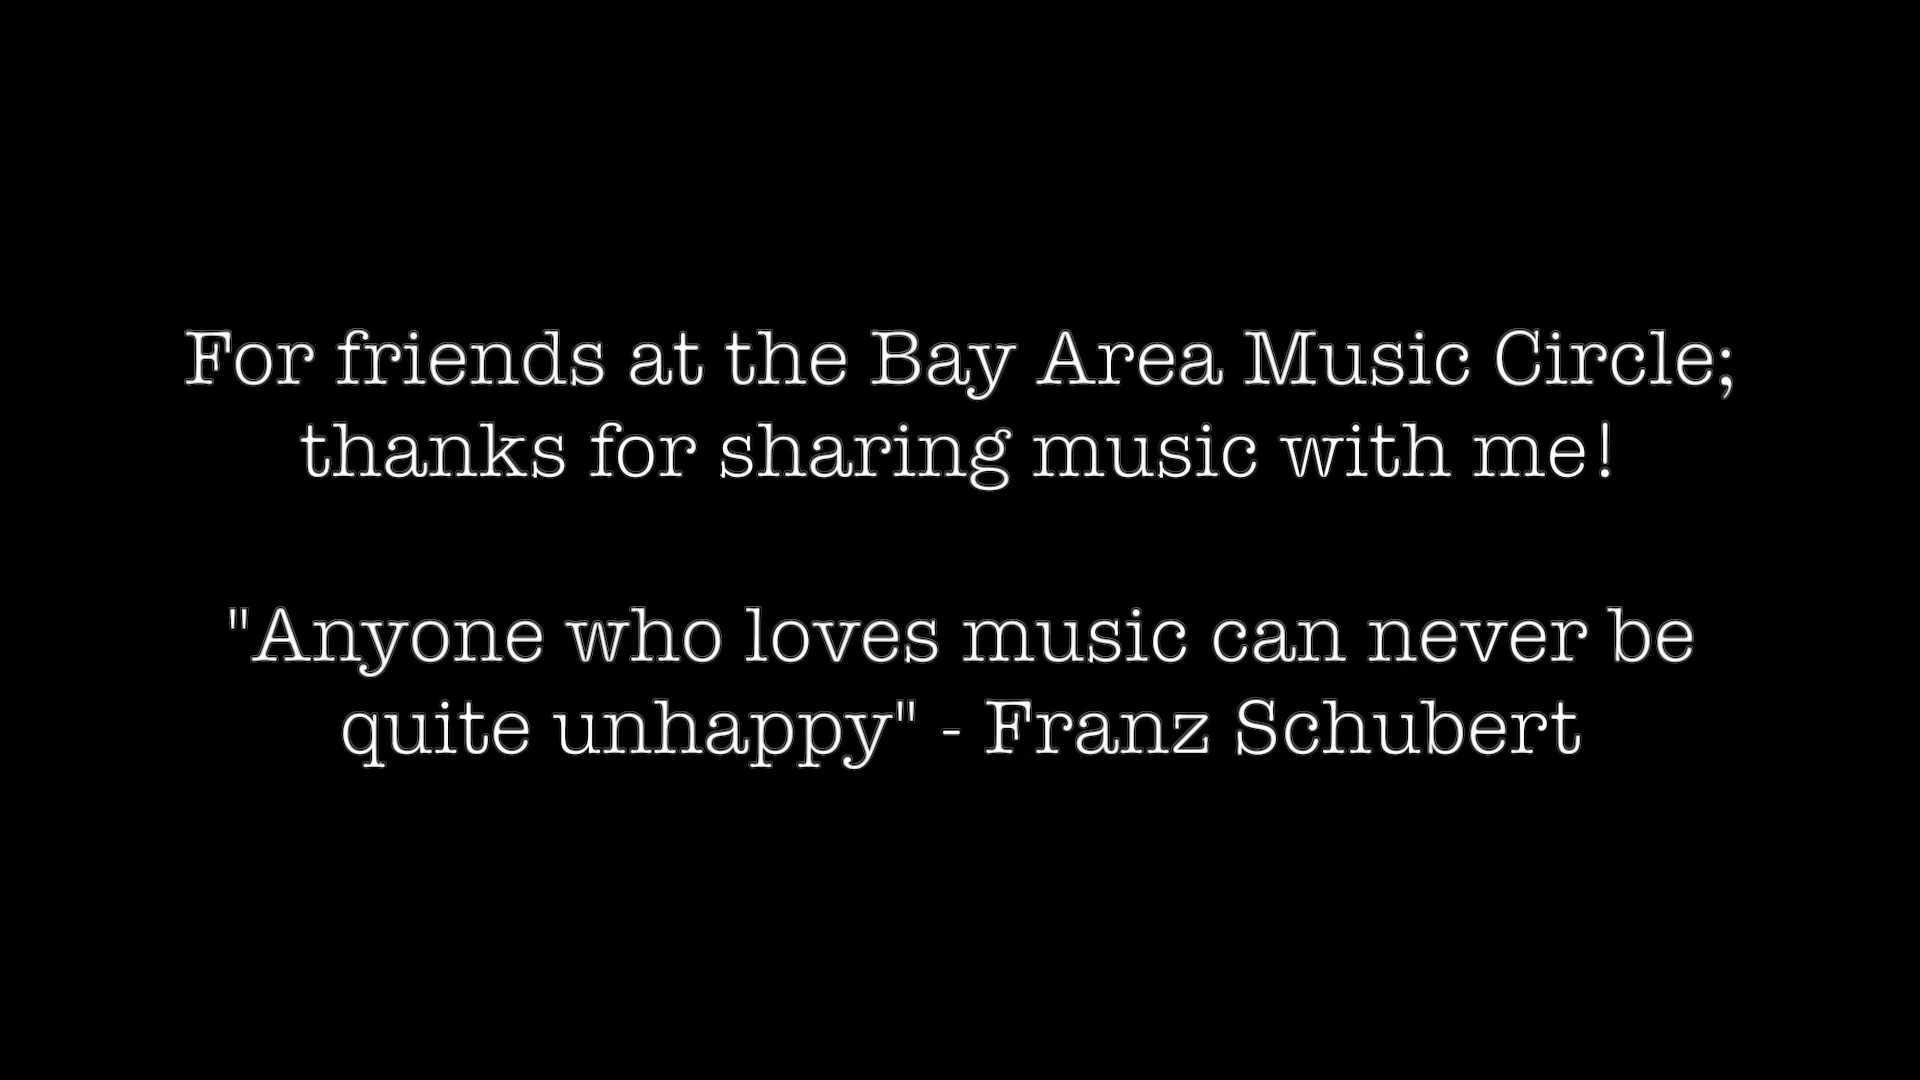 For friends at the Bay Area Music Circle;
thanks for sharing music with me!
"Anyone who loves music can never be
quite unhappy" - Franz Schubert